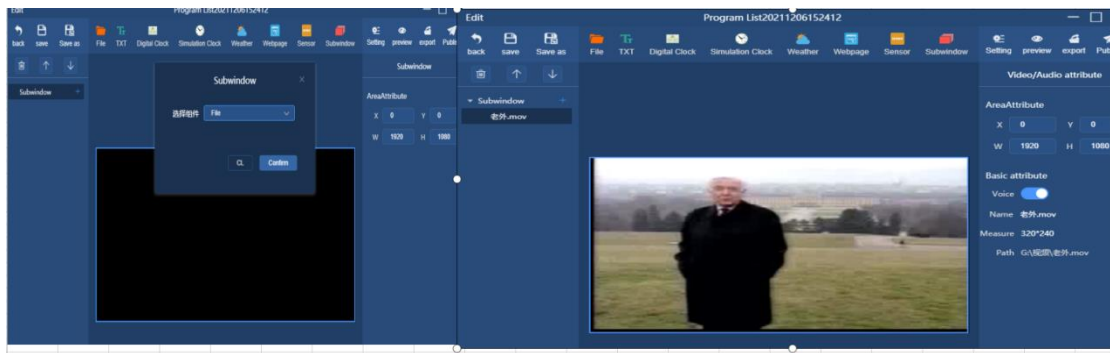 Edit
Program List20211206152412
back save Save as File TXT Digital Clock Simulation Clock Weather Webpage Sensor Subwindow Setting preview export Publ
Subwindow +
Subwindow
选择组件 File
CL Confirm
Subwindow
AreaAttribute
X 0 Y 0
W 1920 H 1080
Edit
Program List20211206152412
back save Save as File TXT Digital Clock Simulation Clock Weather Webpage Sensor Subwindow Setting preview export Pub
Subwindow +
老外.mov
Video/Audio attribute
AreaAttribute
X 0 Y 0
W 1920 H 1080
Basic attribute
Voice
Name 老外.mov
Measure 320*240
Path G:\视频\老外.mov